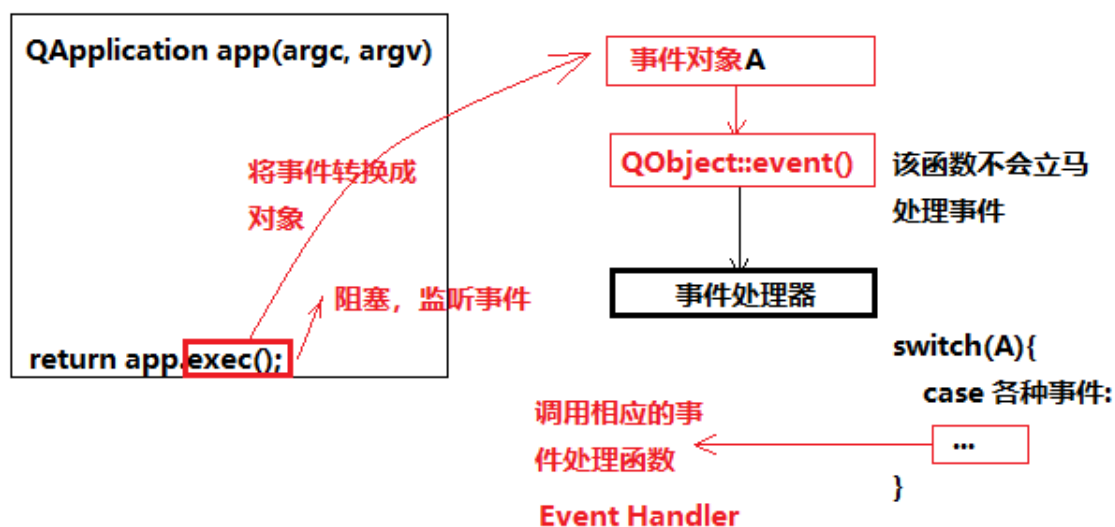 QApplication app(argc, argv)
将事件转换成
对象
阻塞，监听事件
return app.exec();
事件对象A
QObject::event()
该函数不会立马
处理事件
事件处理器
switch(A){
case 各种事件:
...
}
调用相应的事
件处理函数
Event Handler